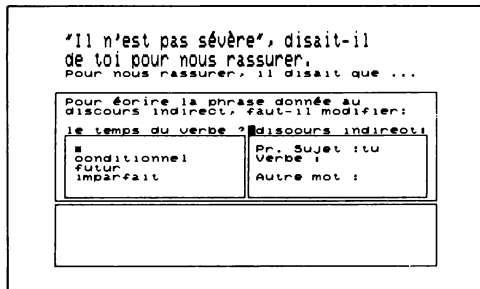 "Il n'est pas sévère", disait-il
de toi pour nous rassurer.
Pour nous rassurer, il disait que ...
Pour écrire la phrase donnée au
discours indirect, faut-il modifier:
le temps du verbe ? discours indirect:
conditionnel
futur
imparfait
Pr. Sujet :tu
Verbe :
Autre mot :